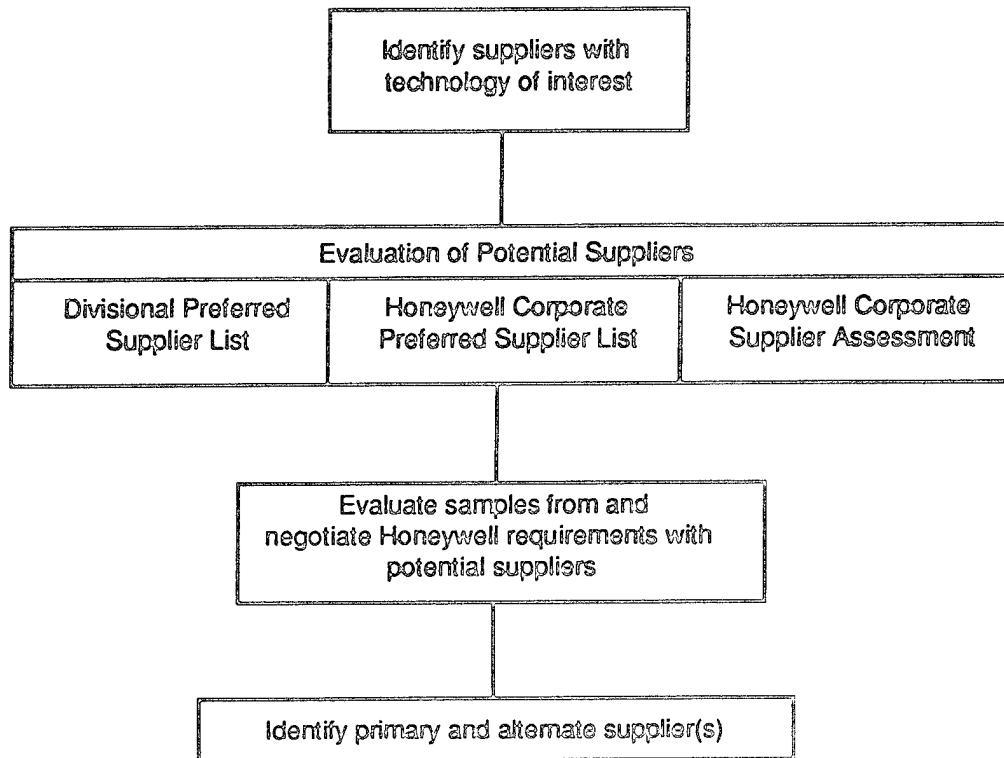 Identify suppliers with
technology of interest
Evaluation of Potential Suppliers
Divisional Preferred
Supplier List
Honeywell Corporate
Preferred Supplier List
Honeywell Corporate
Supplier Assessment
Evaluate samples from and
negotiate Honeywell requirements with
potential suppliers
Identify primary and alternate supplier(s)